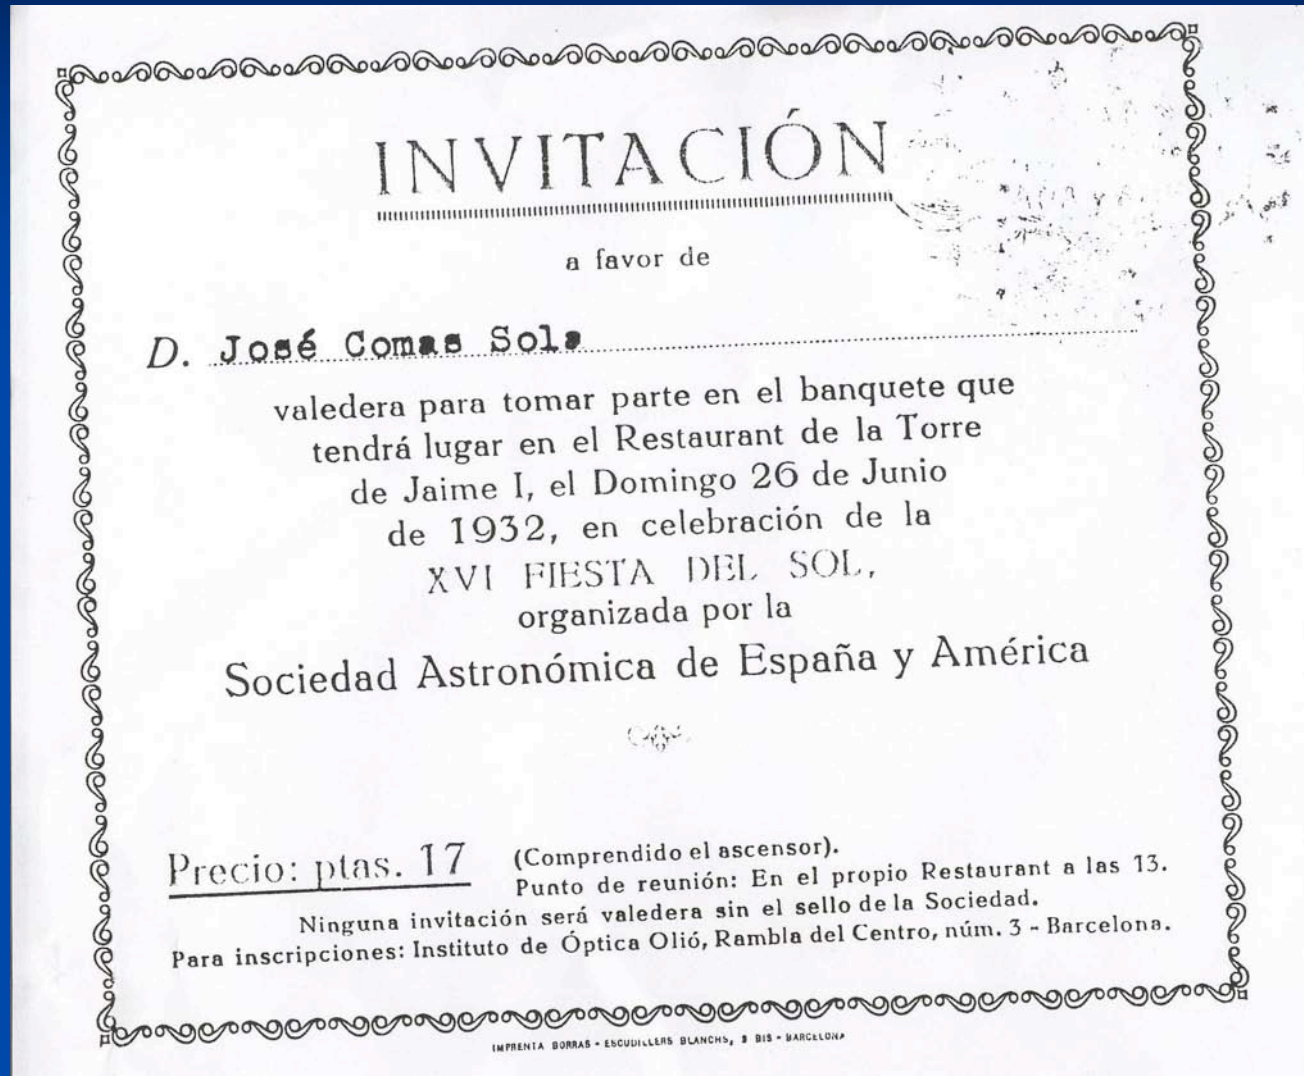 INVITACIÓN
a favor de
D. José Comas Sola
valedera para tomar parte en el banquete que
tendrá lugar en el Restaurant de la Torre
de Jaime I, el Domingo 26 de Junio
de 1932, en celebración de la
XVI FIESTA DEL SOL,
organizada por la
Sociedad Astronómica de España y América
Precio: ptas. 17 (Comprendido el ascensor).
Punto de reunión: En el propio Restaurant a las 13.
Ninguna invitación será valedera sin el sello de la Sociedad.
Para inscripciones: Instituto de Óptica Olió, Rambla del Centro, núm. 3 - Barcelona.
IMPRENTA BORRAS - ESCUDILLERS BLANCHS, BIS - BARCELONA